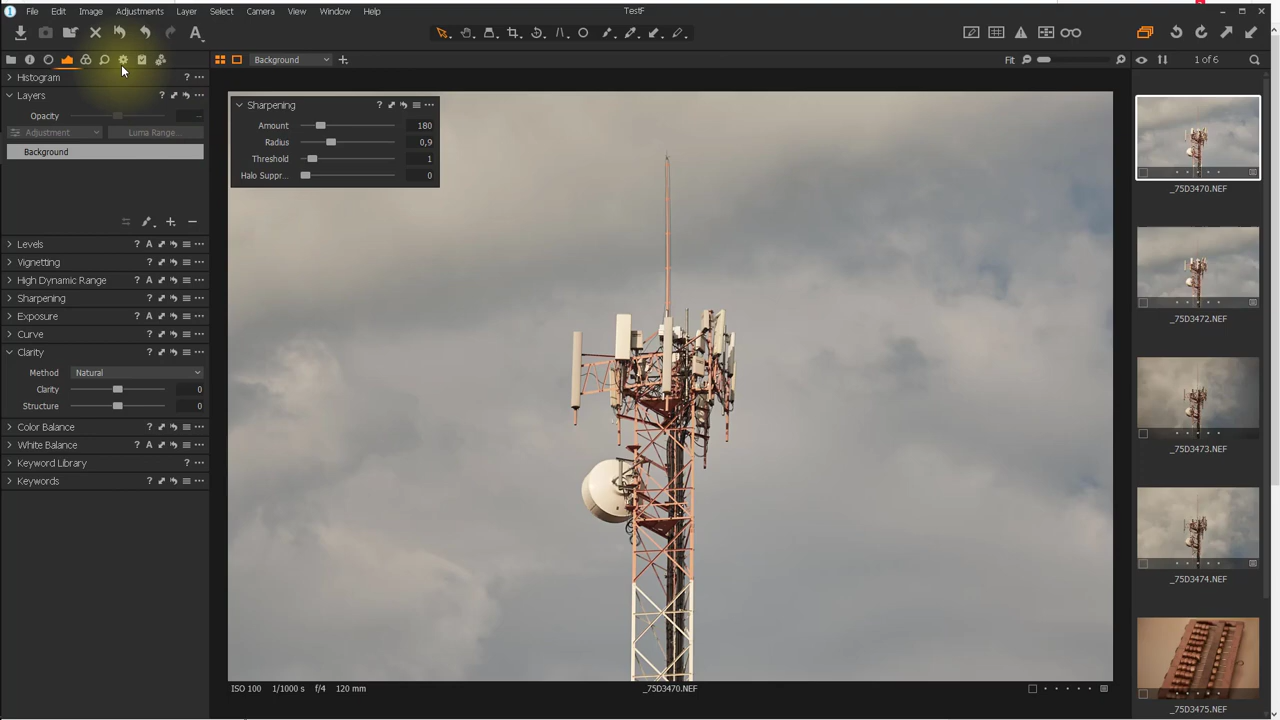 File Edit Image Adjustments Layer Select Camera View Window Help TestF
Background Fit 1 of 6
Histogram ?
Layers ?
Opacity --
Adjustment Luma Range...
Background
Levels ? A
Vignetting ? A
High Dynamic Range ? A
Sharpening ?
Exposure ? A
Curve ? A
Clarity ?
Method Natural
Clarity 0
Structure 0
Color Balance ?
White Balance ? A
Keyword Library ?
Keywords ?
Sharpening ?
Amount 180
Radius 0,9
Threshold 1
Halo Suppr... 0
ISO 100 1/1000 s f/4 120 mm _75D3470.NEF
_75D3470.NEF
_75D3472.NEF
_75D3473.NEF
_75D3474.NEF
_75D3475.NEF